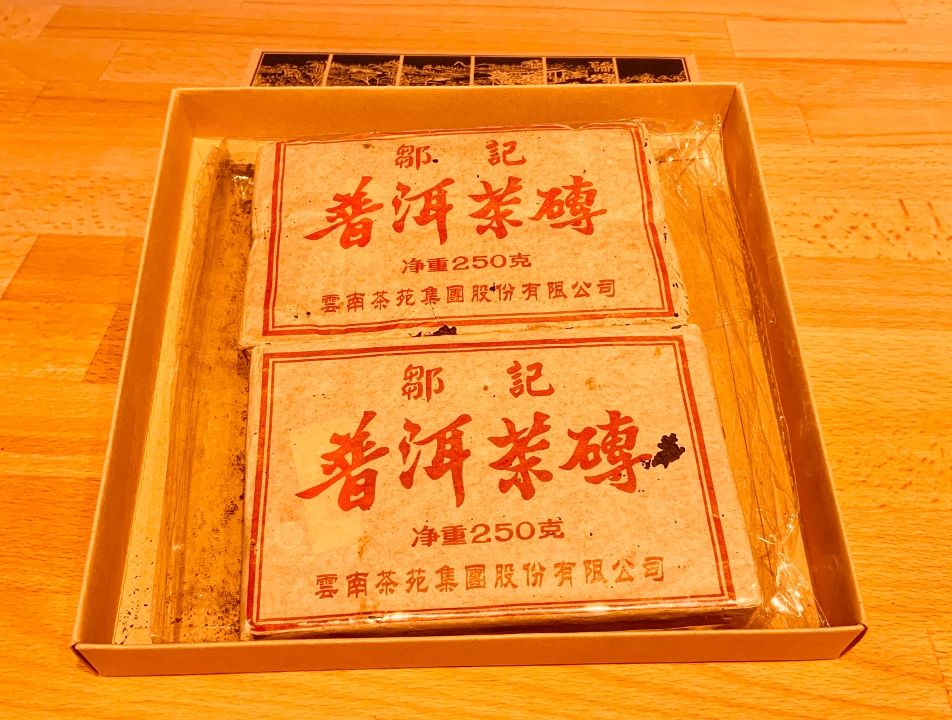 鄒記
普洱茶磚
净重250克
雲南茶苑集團股份有限公司
鄒記
普洱茶磚
净重250克
雲南茶苑集團股份有限公司